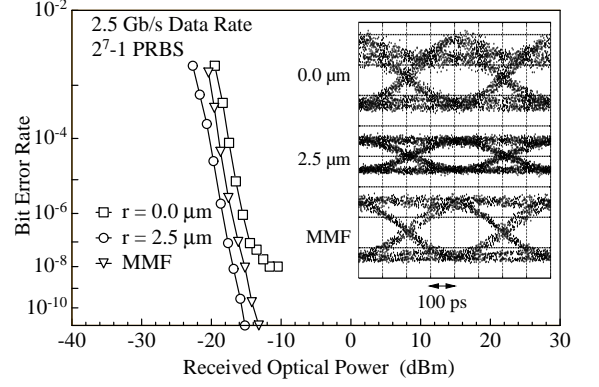 10-2
2.5 Gb/s Data Rate
2^7-1 PRBS
0.0 µm
10-4
Bit Error Rate
2.5 µm
10-6
r = 0.0 µm
r = 2.5 µm
MMF
MMF
10-8
10-10
100 ps
-40 -30 -20 -10 0 10 20 30
Received Optical Power (dBm)